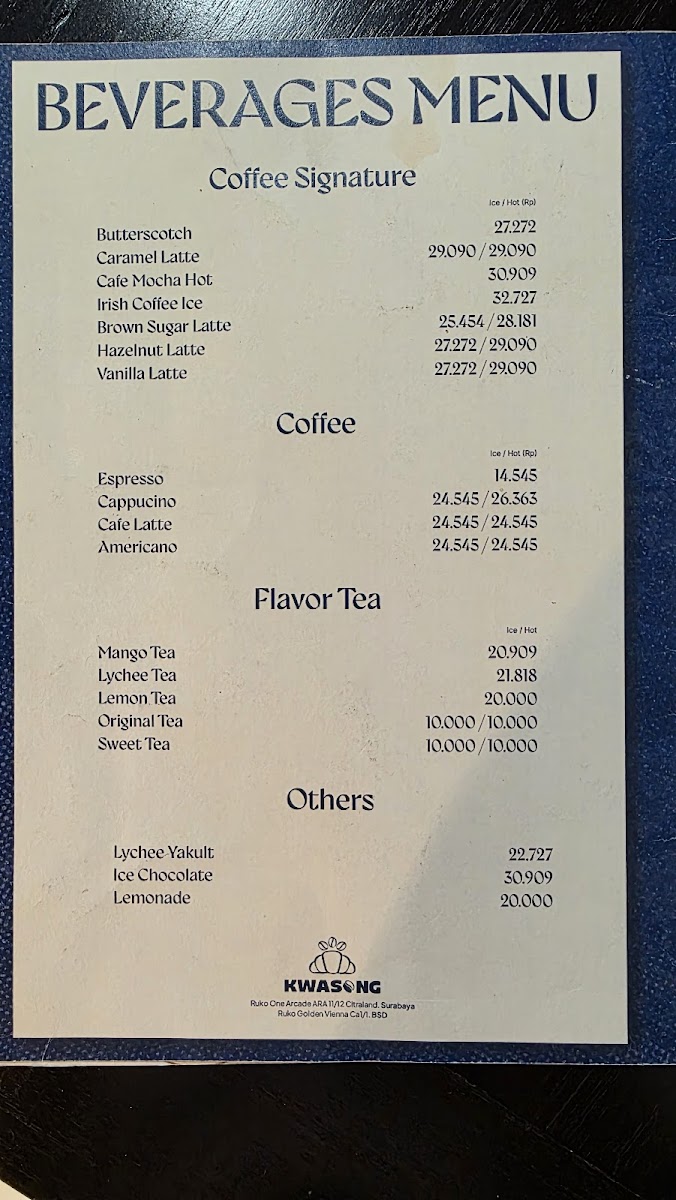 BEVERAGES MENU
Coffee Signature
Ice / Hot (Rp)
Butterscotch 27.272
Caramel Latte 29.090 / 29.090
Cafe Mocha Hot 30.909
Irish Coffee Ice 32.727
Brown Sugar Latte 25.454 / 28.181
Hazelnut Latte 27.272 / 29.090
Vanilla Latte 27.272 / 29.090
Coffee
Ice / Hot (Rp)
Espresso 14.545
Cappucino 24.545 / 26.363
Cafe Latte 24.545 / 24.545
Americano 24.545 / 24.545
Flavor Tea
Ice / Hot
Mango Tea 20.909
Lychee Tea 21.818
Lemon Tea 20.000
Original Tea 10.000 / 10.000
Sweet Tea 10.000 / 10.000
Others
Lychee Yakult 22.727
Ice Chocolate 30.909
Lemonade 20.000
KWASONG
Ruko One Arcade ARA 11/12 Citraland. Surabaya
Ruko Golden Vienna Ca1/1. BSD